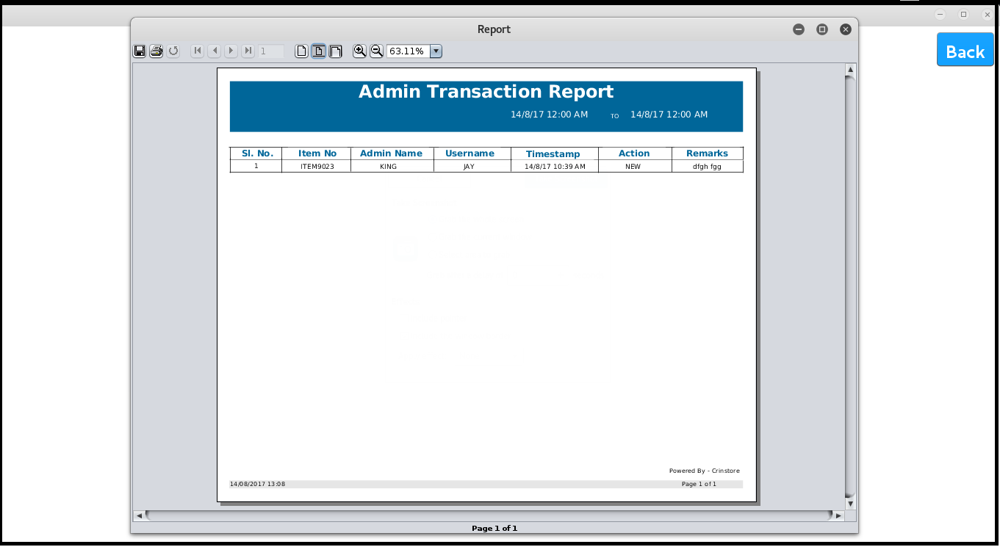 Report
Back
1
63.11%
Admin Transaction Report
14/8/17 12:00 AM TO 14/8/17 12:00 AM
Sl. No. Item No Admin Name Username Timestamp Action Remarks
1 ITEM9023 KING JAY 14/8/17 10:39 AM NEW dfgh fgg
Powered By - Crinstore
14/08/2017 13:08 Page 1 of 1
Page 1 of 1